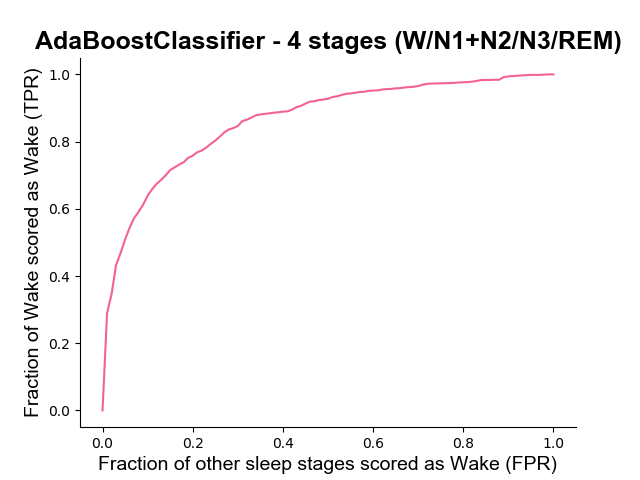 AdaBoostClassifier - 4 stages (W/N1+N2/N3/REM)
Fraction of Wake scored as Wake (TPR)
1.0
0.8
0.6
0.4
0.2
0.0
0.0 0.2 0.4 0.6 0.8 1.0
Fraction of other sleep stages scored as Wake (FPR)